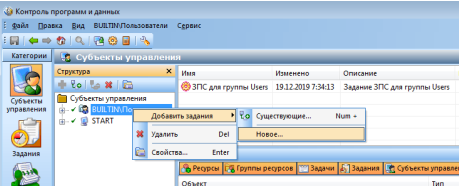 Контроль программ и данных
Файл Правка Вид BUILTIN\Пользователи Сервис
Категории
Субъекты управления
Структура
Имя Изменено Описание
ЗПС для группы Users 19.12.2019 7:34:13 Задание ЗПС для группы Users
Субъекты управления
BUILTIN\По
START
Субъекты
управления
Добавить задания
Существующие... Num +
Удалить Del
Новое...
Свойства... Enter
Задания
Ресурсы Группы ресурсов Задачи Задания Субъекты управле
Объект Тип